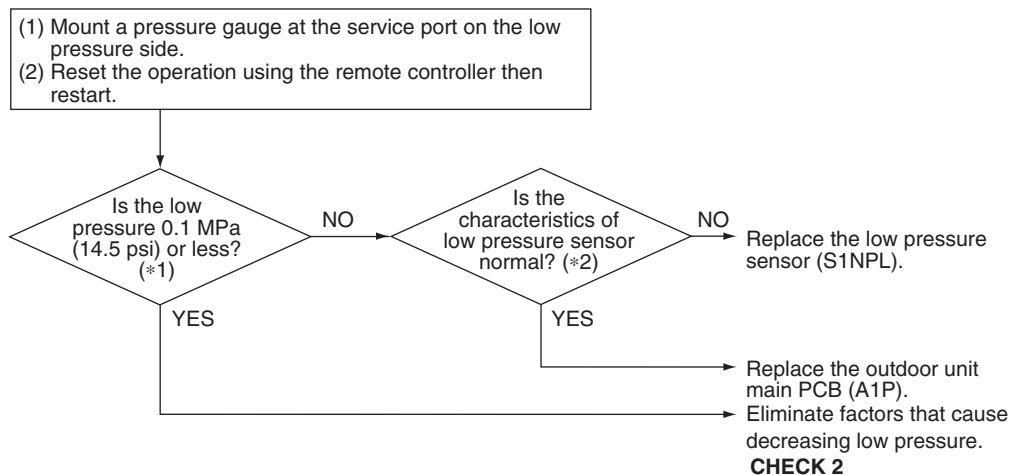 (1) Mount a pressure gauge at the service port on the low
pressure side.
(2) Reset the operation using the remote controller then
restart.
Is the low
pressure 0.1 MPa
(14.5 psi) or less?
(*1)
NO
Is the
characteristics of
low pressure sensor
normal? (*2)
NO
Replace the low pressure
sensor (S1NPL).
YES
YES
Replace the outdoor unit
main PCB (A1P).
Eliminate factors that cause
decreasing low pressure.
CHECK 2